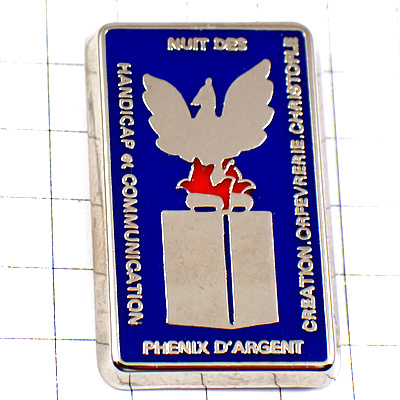 NUIT DES
HANDICAP et COMMUNICATION
CREATION.ORFEVRERIE.CHRISTOFLE
PHENIX D'ARGENT